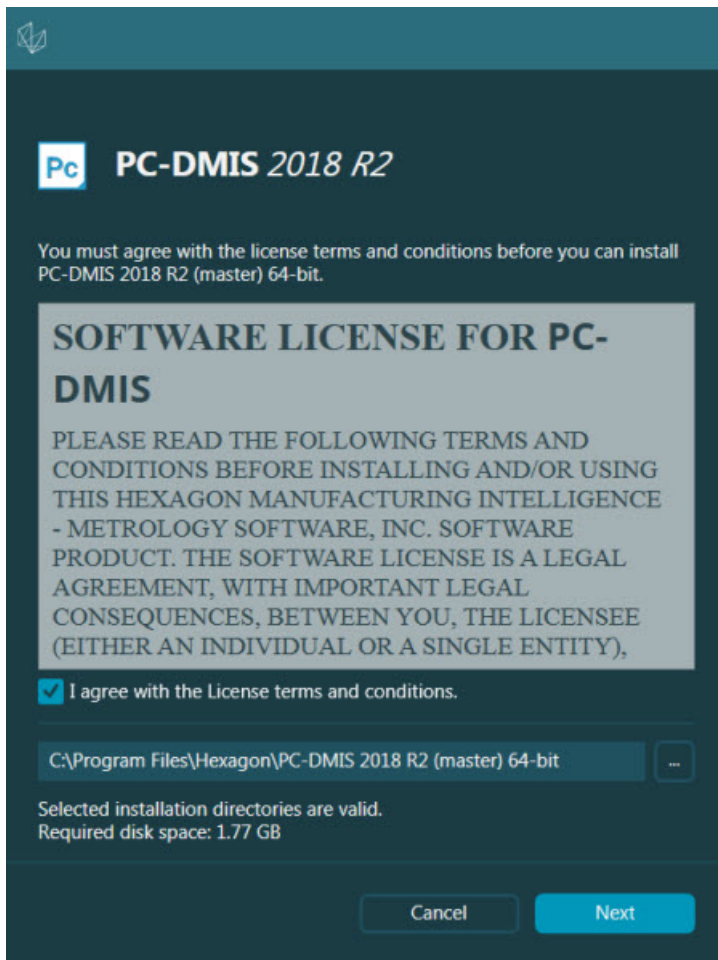 Pc PC-DMIS 2018 R2
You must agree with the license terms and conditions before you can install
PC-DMIS 2018 R2 (master) 64-bit.
SOFTWARE LICENSE FOR PC-
DMIS
PLEASE READ THE FOLLOWING TERMS AND
CONDITIONS BEFORE INSTALLING AND/OR USING
THIS HEXAGON MANUFACTURING INTELLIGENCE
- METROLOGY SOFTWARE, INC. SOFTWARE
PRODUCT. THE SOFTWARE LICENSE IS A LEGAL
AGREEMENT, WITH IMPORTANT LEGAL
CONSEQUENCES, BETWEEN YOU, THE LICENSEE
(EITHER AN INDIVIDUAL OR A SINGLE ENTITY),
I agree with the License terms and conditions.
C:\Program Files\Hexagon\PC-DMIS 2018 R2 (master) 64-bit ...
Selected installation directories are valid.
Required disk space: 1.77 GB
Cancel Next